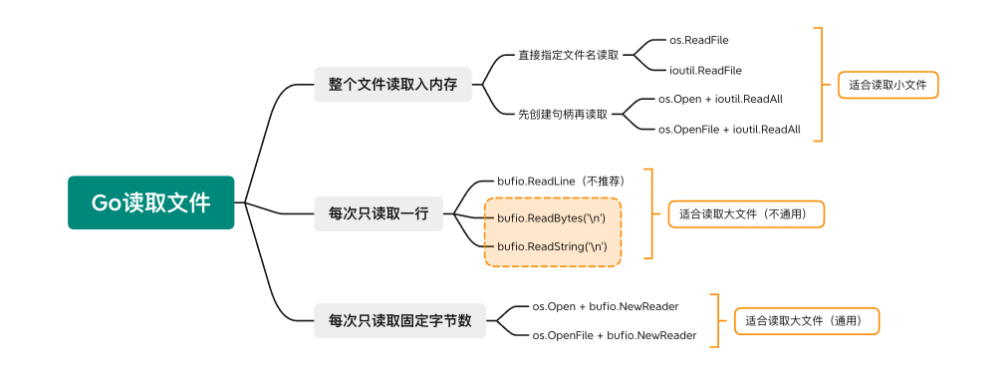 Go读取文件
整个文件读取入内存
直接指定文件名读取
os.ReadFile
ioutil.ReadFile
先创建句柄再读取
os.Open + ioutil.ReadAll
os.OpenFile + ioutil.ReadAll
适合读取小文件
每次只读取一行
bufio.ReadLine（不推荐）
bufio.ReadBytes('\n')
bufio.ReadString('\n')
适合读取大文件（不通用）
每次只读取固定字节数
os.Open + bufio.NewReader
os.OpenFile + bufio.NewReader
适合读取大文件（通用）